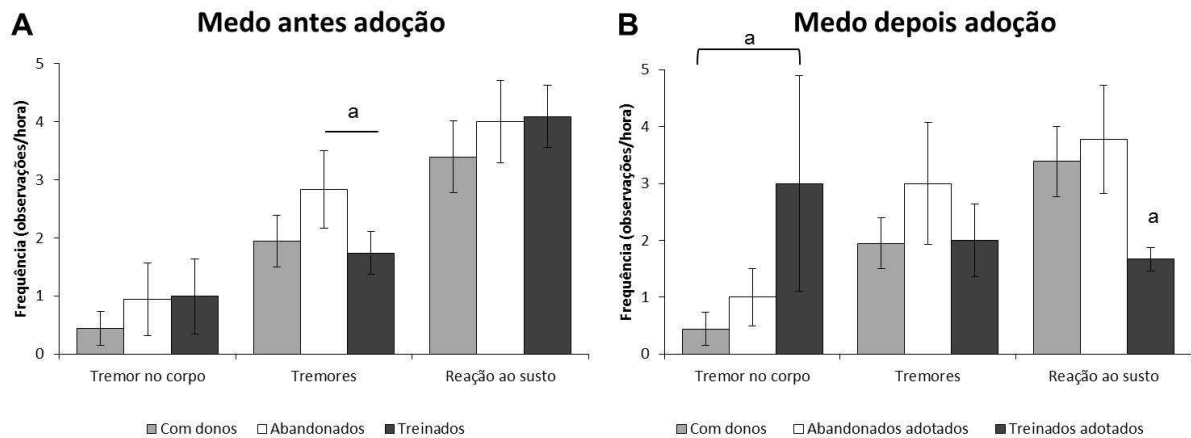 A
Medo antes adoção
Frequência (observações/hora)
5
4
3
2
1
0
a
Tremor no corpo
Tremores
Reação ao susto
Com donos
Abandonados
Treinados
B
Medo depois adoção
Frequência (observações/hora)
5
4
3
2
1
0
a
a
Tremor no corpo
Tremores
Reação ao susto
Com donos
Abandonados adotados
Treinados adotados